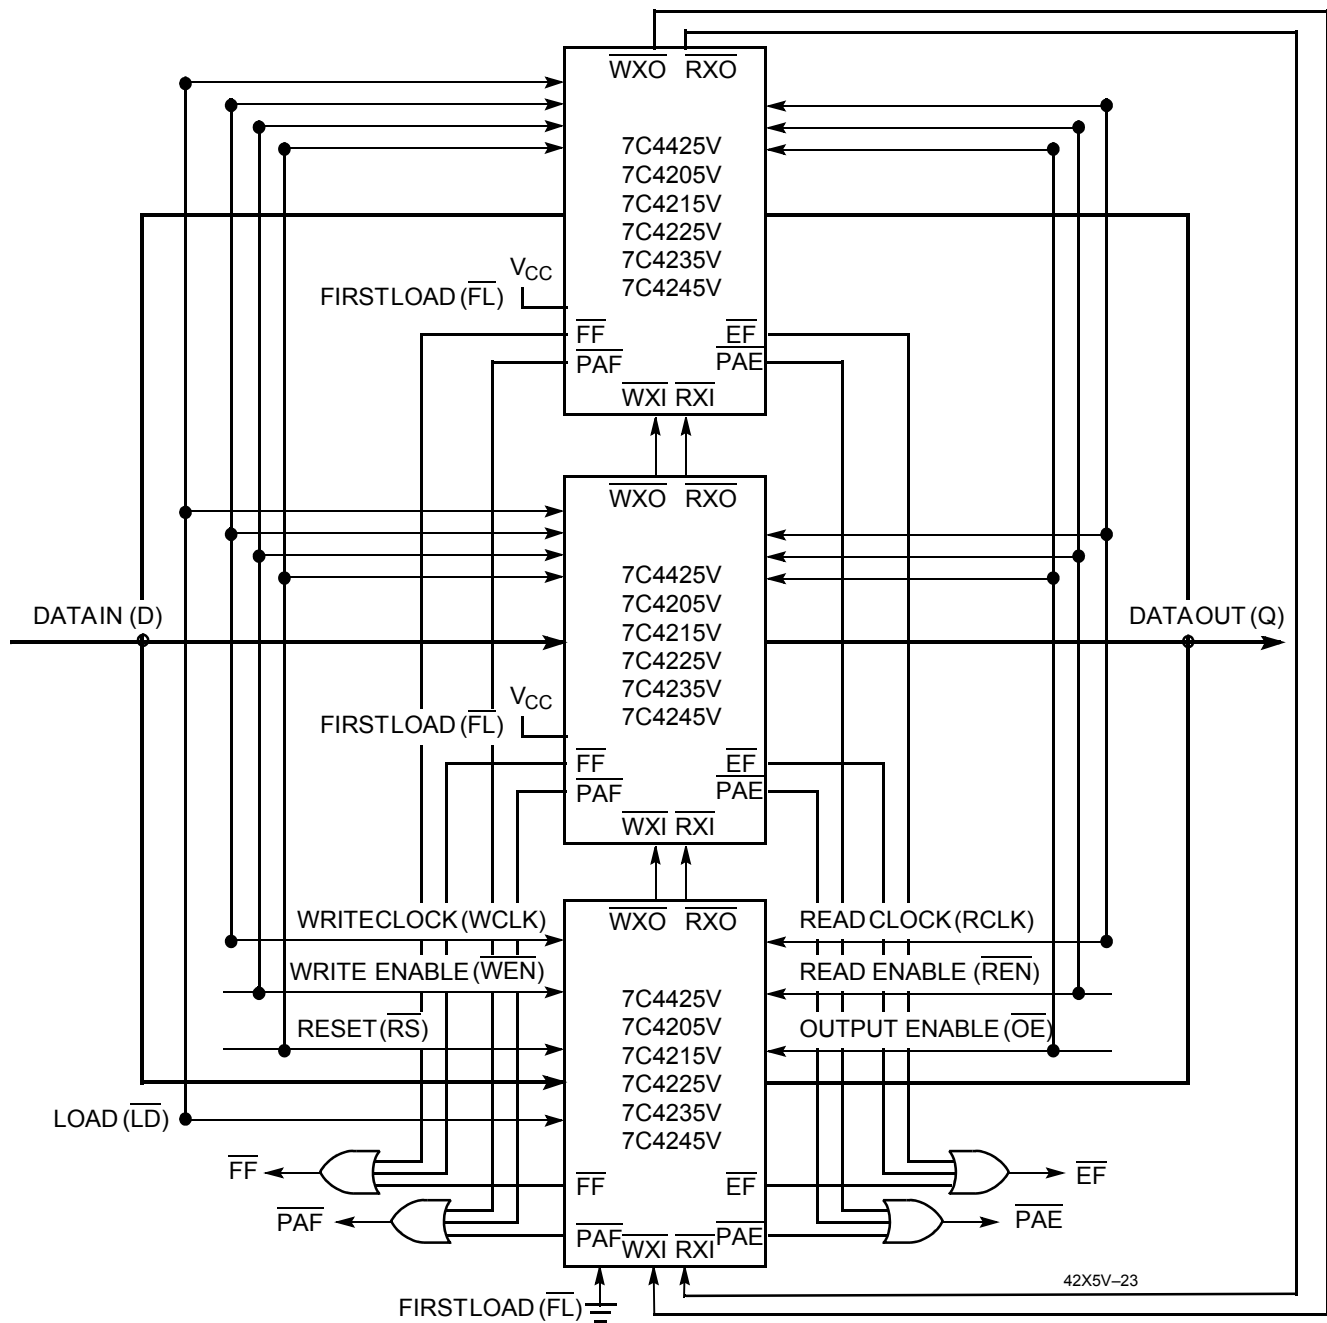 WXO RXO
7C4425V
7C4205V
7C4215V
7C4225V
7C4235V
7C4245V
VCC
FIRSTLOAD (FL)
FF EF
PAF PAE
WXI RXI
WXO RXO
7C4425V
7C4205V
7C4215V
7C4225V
7C4235V
7C4245V
DATAIN (D)
DATAOUT (Q)
VCC
FIRSTLOAD (FL)
FF EF
PAF PAE
WXI RXI
WXO RXO
WRITECLOCK (WCLK)
READ CLOCK (RCLK)
WRITE ENABLE (WEN)
READ ENABLE (REN)
7C4425V
7C4205V
7C4215V
7C4225V
7C4235V
7C4245V
RESET (RS)
OUTPUT ENABLE (OE)
LOAD (LD)
FF
FF EF
EF
PAF
PAF WXI RXI PAE
PAE
42X5V–23
FIRSTLOAD (FL)